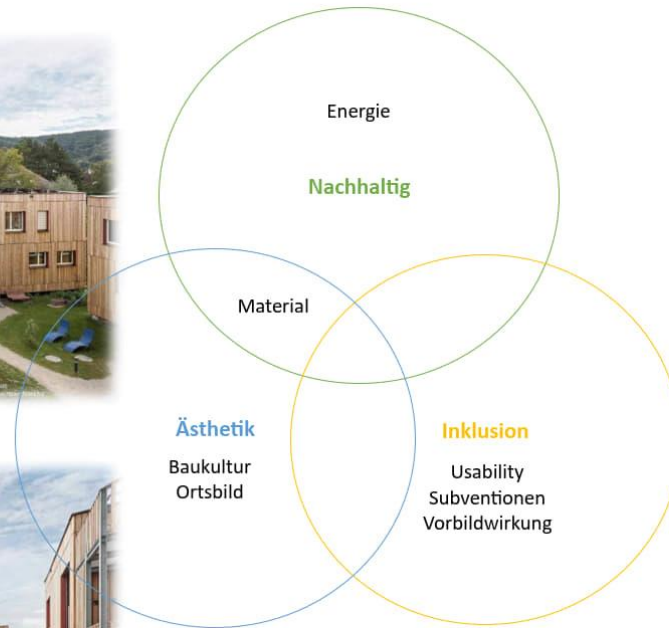 Energie
Nachhaltig
Material
Ästhetik
Baukultur
Ortsbild
Inklusion
Usability
Subventionen
Vorbildwirkung